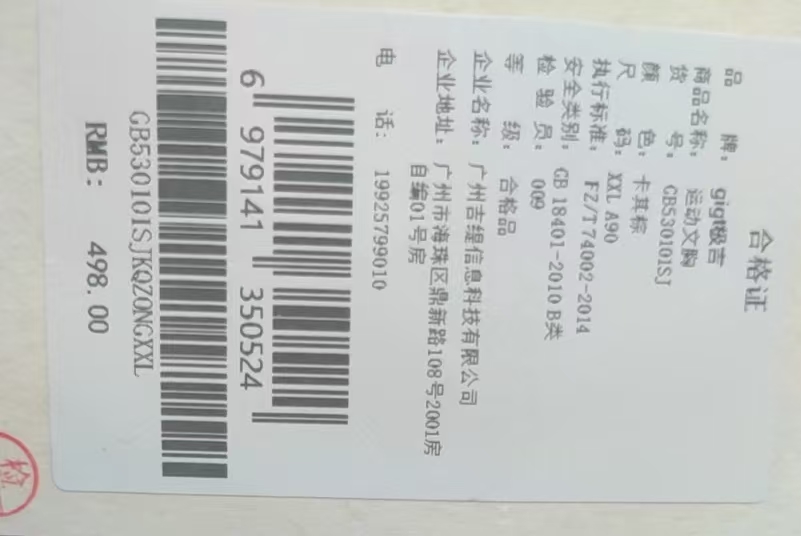 合格证
品 牌: gigt极吉
商品名称: 运动文胸
货 号: GB530101SJ
颜 色: 卡其棕
尺 码: XXL A90
执行标准: FZ/T 74002-2014
安全类别: GB 18401-2010 B类
检 验 员: 009
等 级: 合格品
企业名称: 广州吉缇信息科技有限公司
企业地址: 广州市海珠区鼎新路108号2001房
自编01号房
电 话: 19925799010
6 979141 350524
GB530101SJKQZONGXXL
RMB: 498.00
检